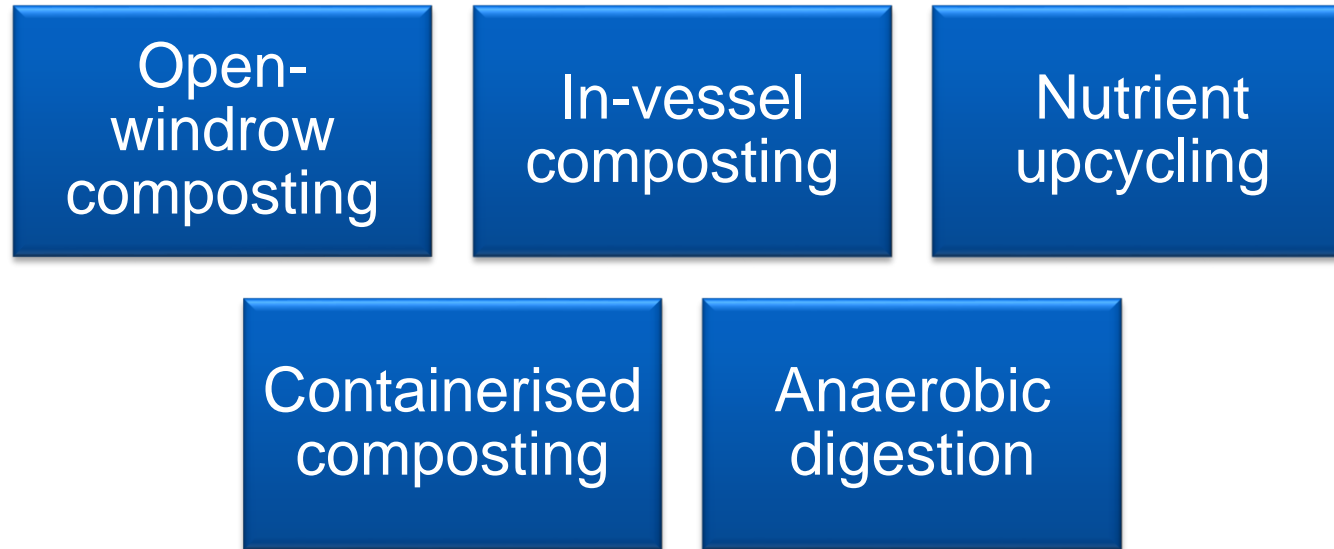 Open-
windrow
composting
In-vessel
composting
Nutrient
upcycling
Containerised
composting
Anaerobic
digestion